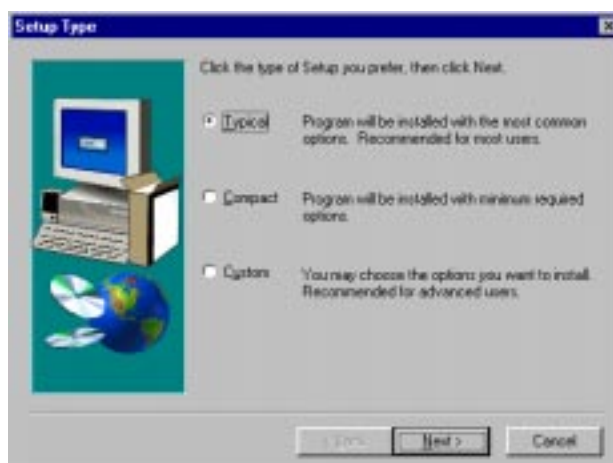 Setup Type
Click the type of Setup you prefer, then click Next.
Typical
Program will be installed with the most common
options. Recommended for most users.
Compact
Program will be installed with minimum required
options.
Custom
You may choose the options you want to install.
Recommended for advanced users.
Next >
Cancel